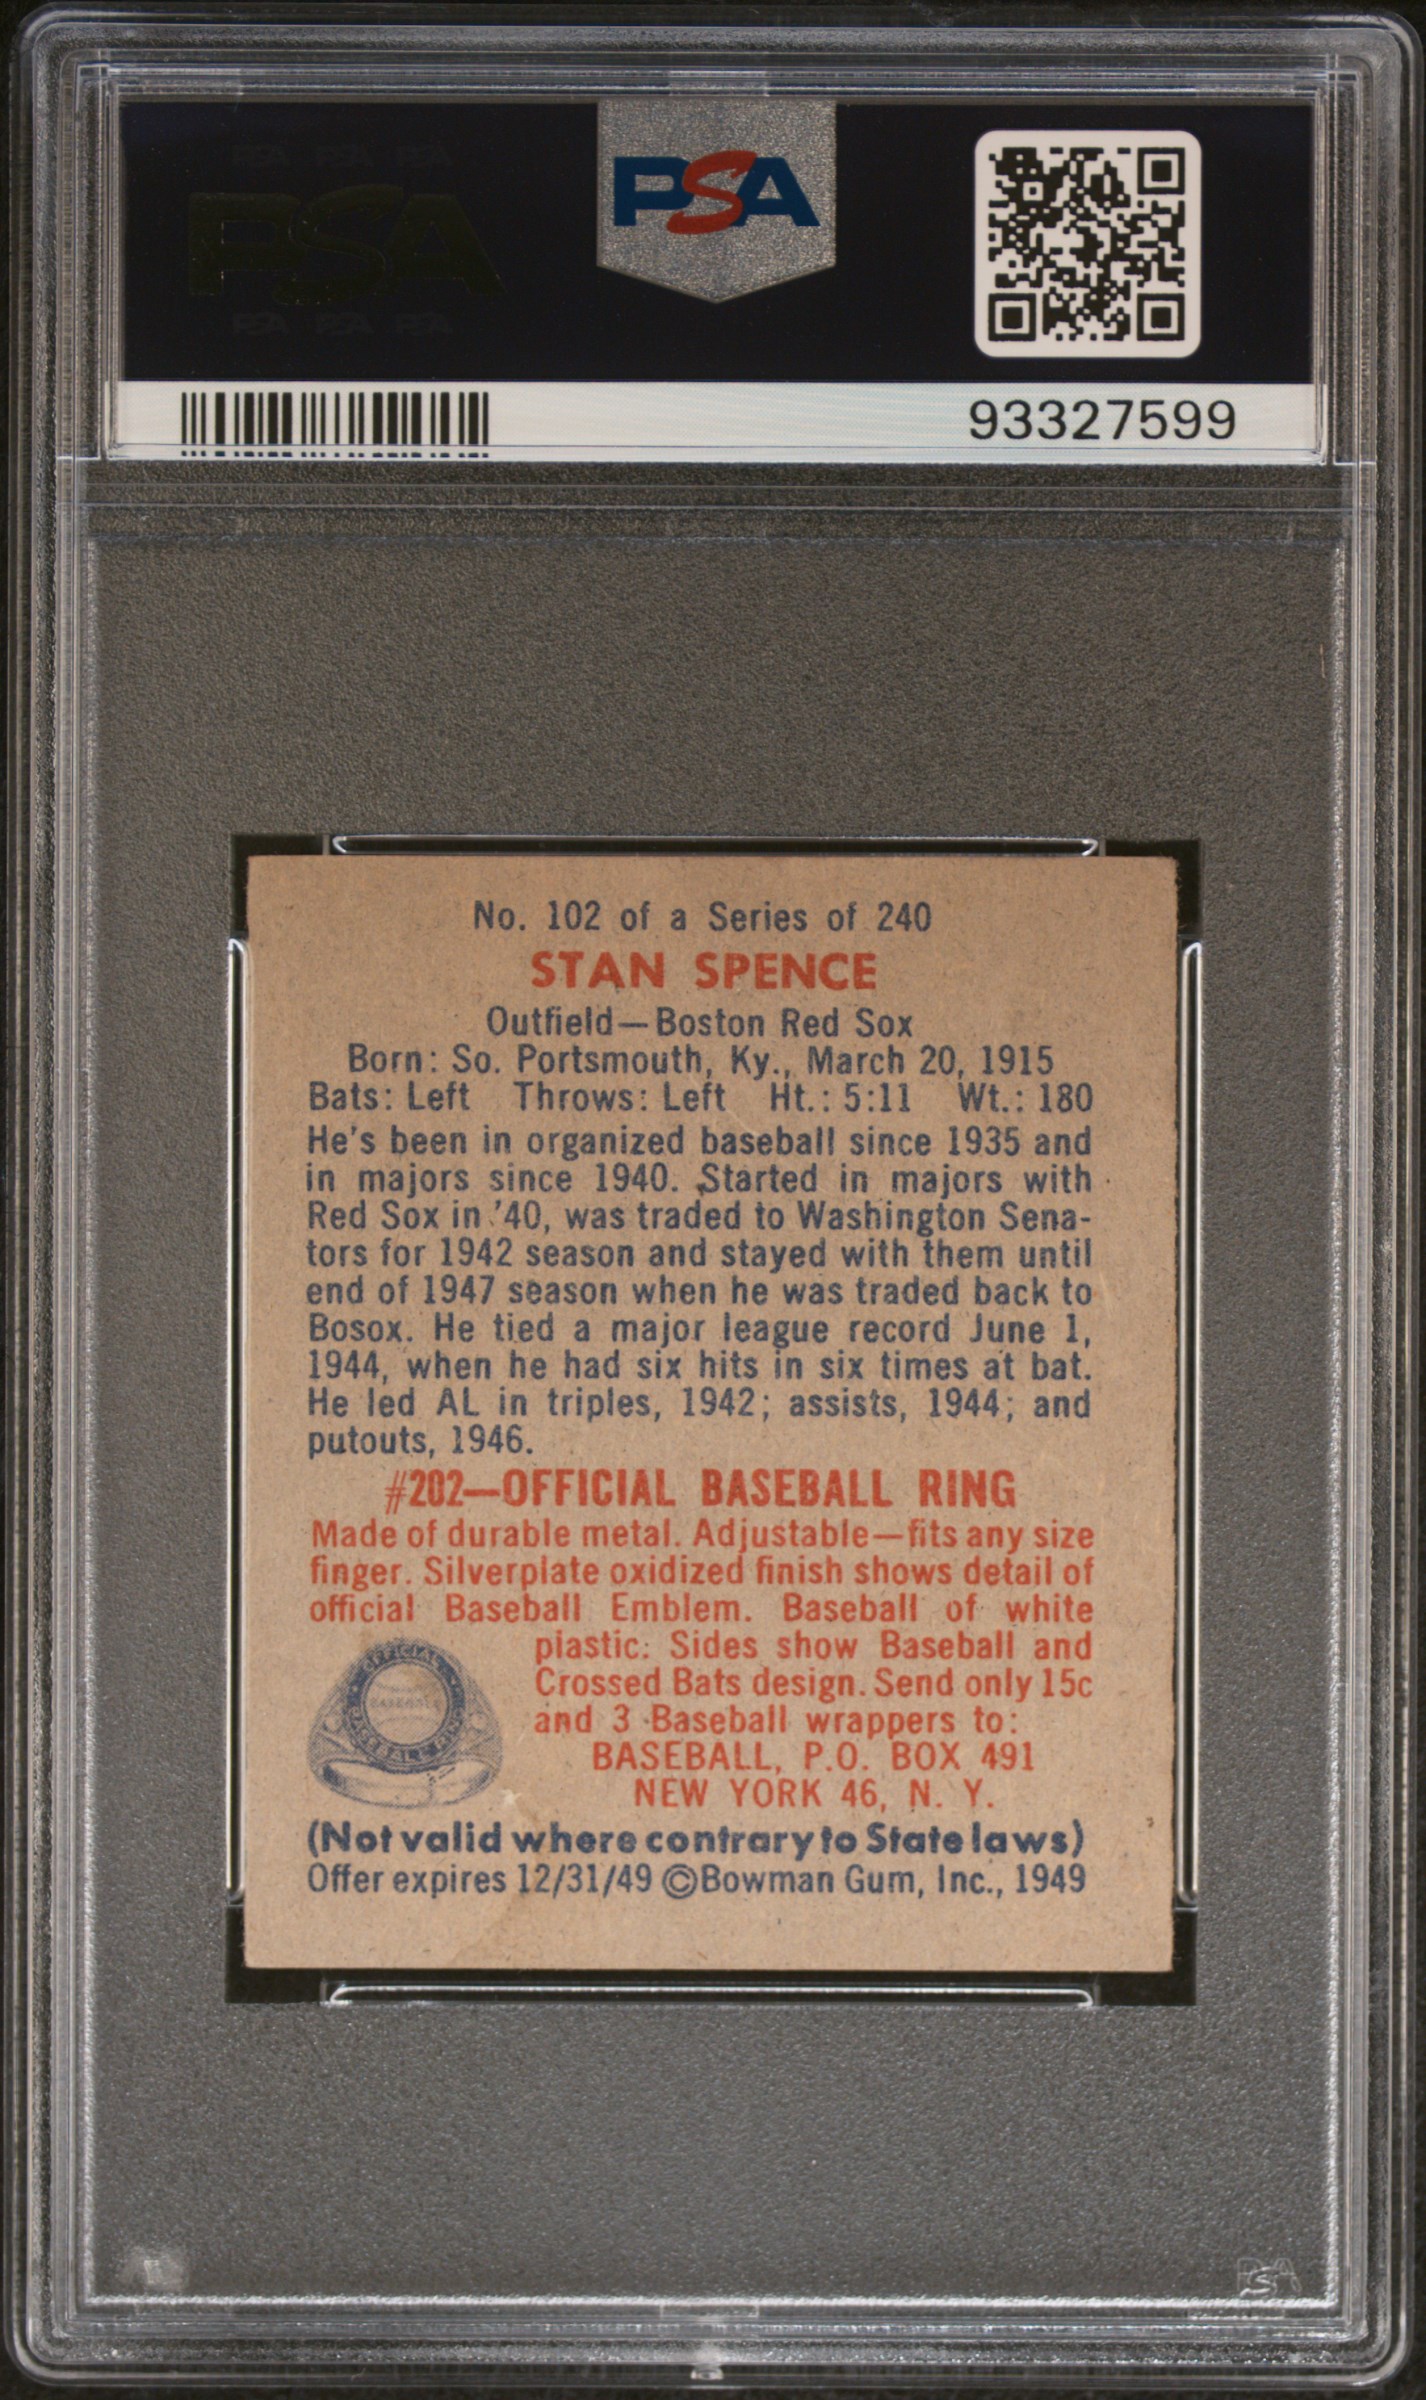 PSA
PSA
93327599
No. 102 of a Series of 240
STAN SPENCE
Outfield—Boston Red Sox
Born: So. Portsmouth, Ky., March 20, 1915
Bats: Left Throws: Left Ht.: 5:11 Wt.: 180
He's been in organized baseball since 1935 and
in majors since 1940. Started in majors with
Red Sox in '40, was traded to Washington Sena-
tors for 1942 season and stayed with them until
end of 1947 season when he was traded back to
Bosox. He tied a major league record June 1,
1944, when he had six hits in six times at bat.
He led AL in triples, 1942; assists, 1944; and
putouts, 1946.
#202—OFFICIAL BASEBALL RING
Made of durable metal. Adjustable—fits any size
finger. Silverplate oxidized finish shows detail of
official Baseball Emblem. Baseball of white
plastic. Sides show Baseball and
Crossed Bats design. Send only 15c
and 3 Baseball wrappers to:
BASEBALL, P.O. BOX 491
NEW YORK 46, N. Y.
OFFICIAL
BASEBALL RING
(Not valid where contrary to State laws)
Offer expires 12/31/49 ©Bowman Gum, Inc., 1949
PSA